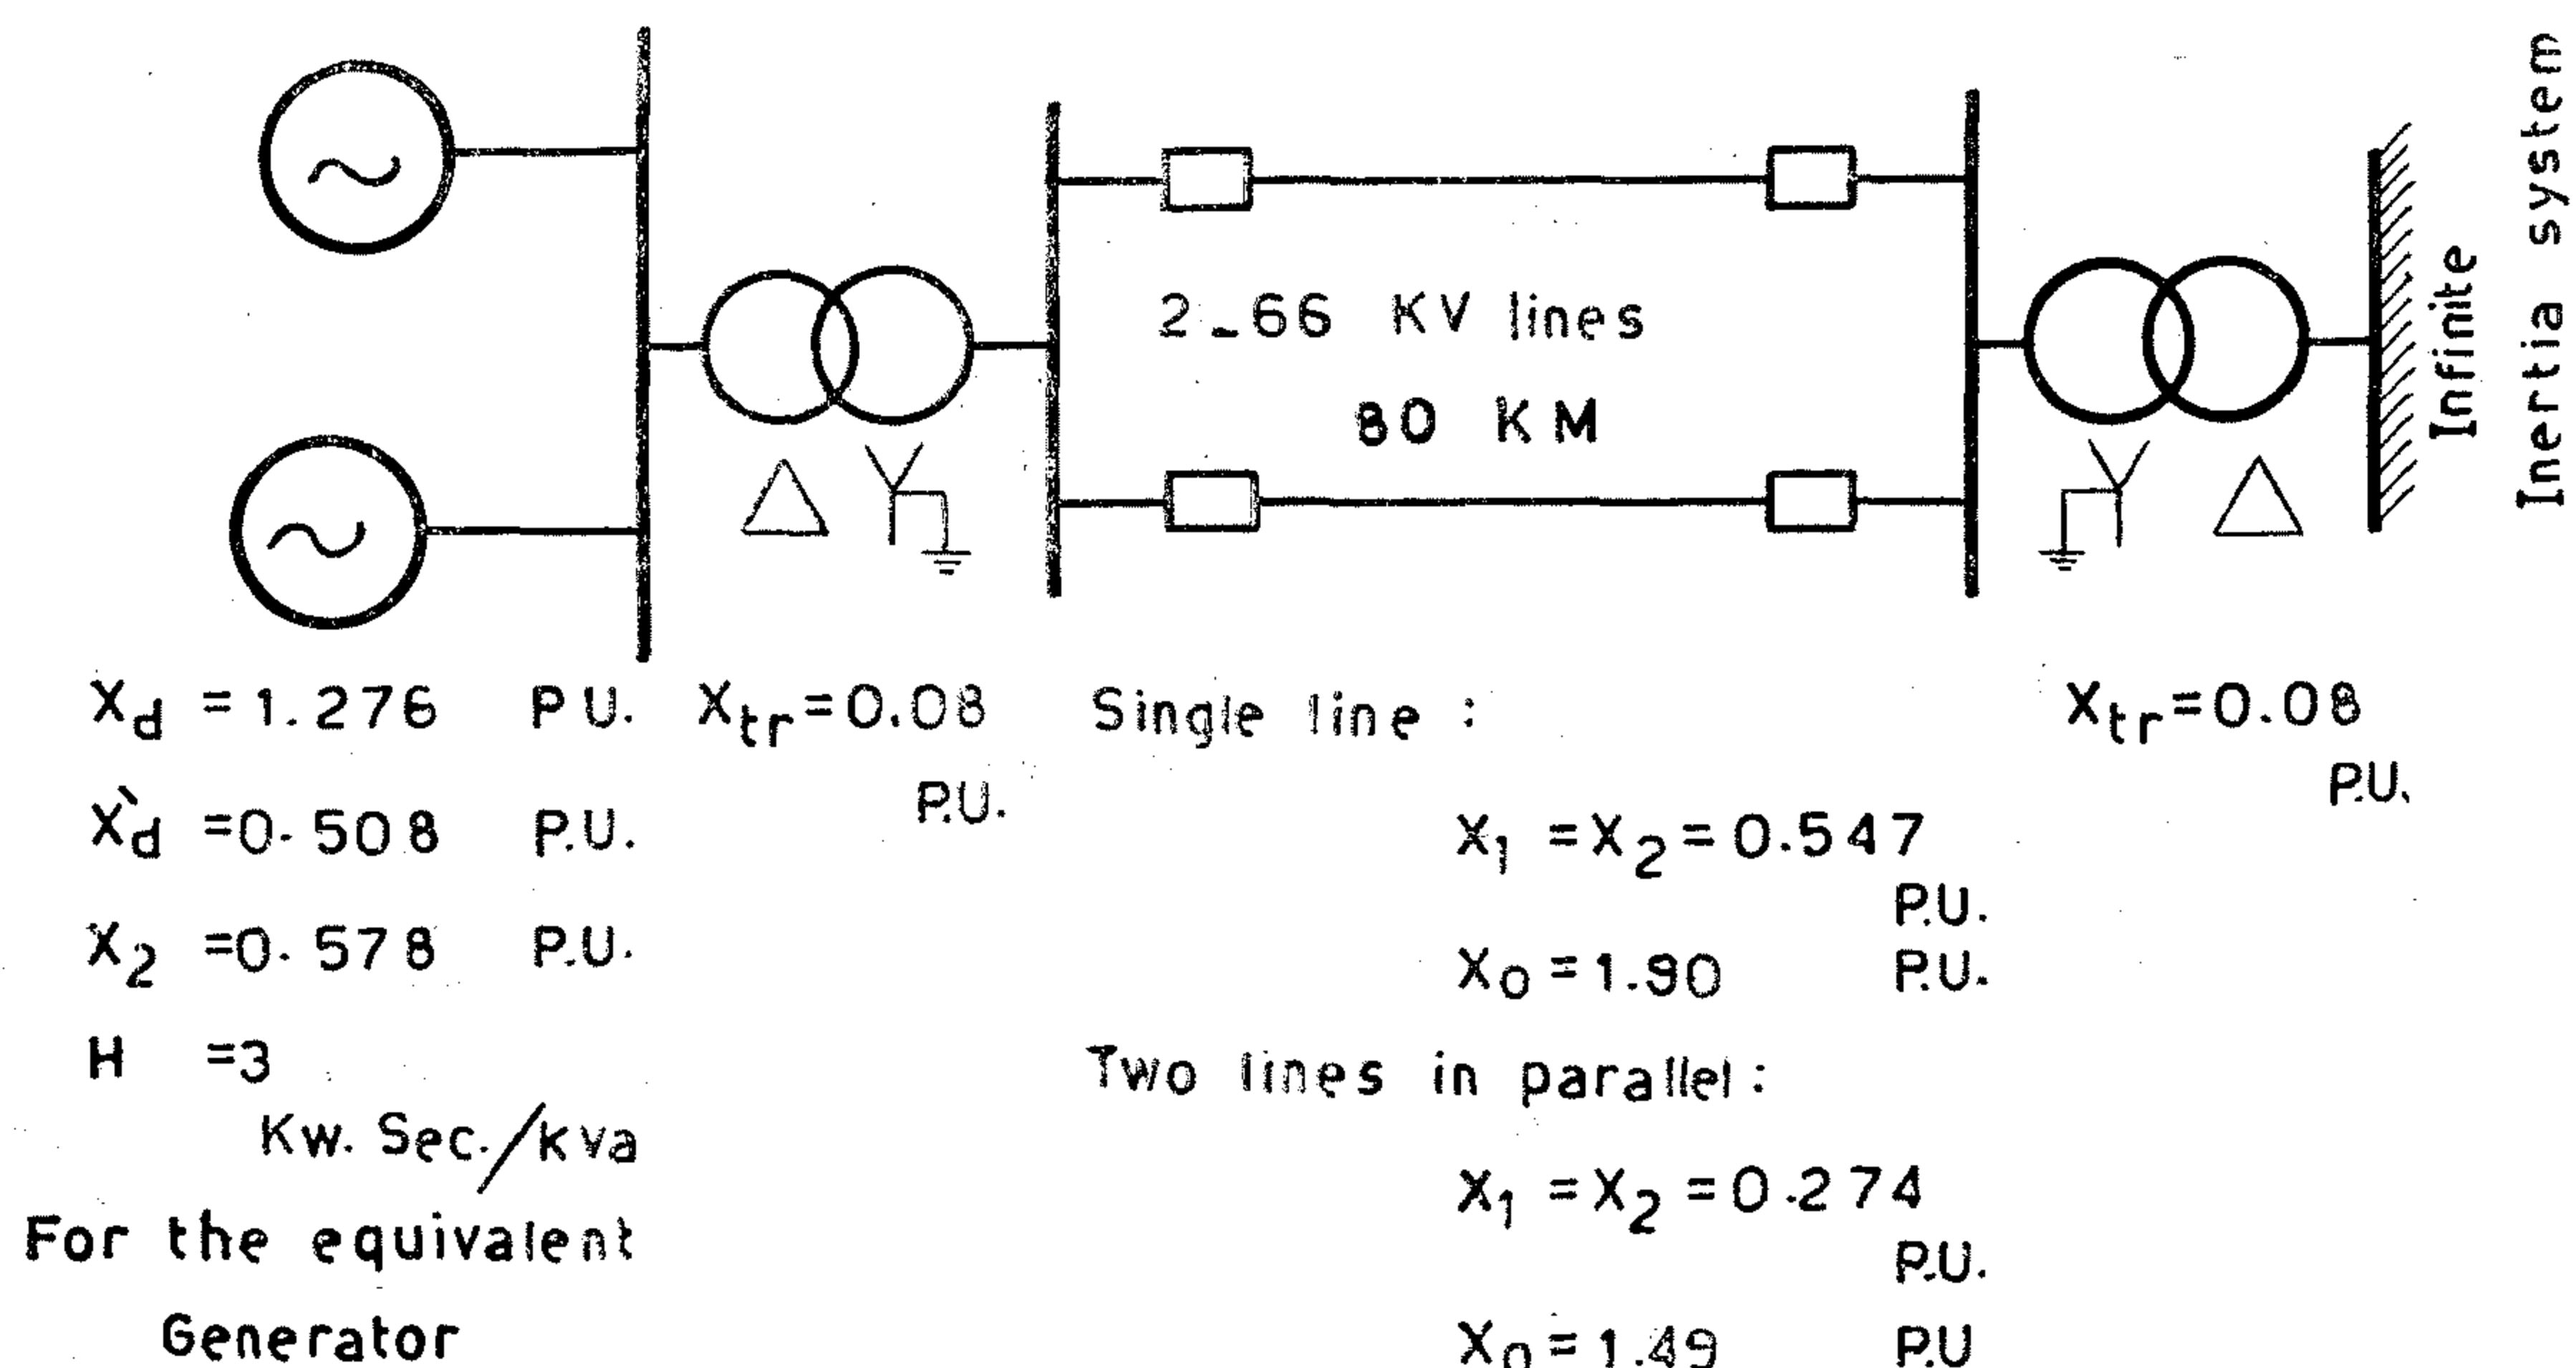 2-66 KV lines
80 KM
Infinite
Inertia system
Xd = 1.276 P.U.
X`d =0.508 P.U.
X2 =0.578 P.U.
H =3
Kw. Sec./kva
For the equivalent
Generator
Xtr=0.08
P.U.
Single line :
X1 =X2=0.547
P.U.
X0=1.90 P.U.
Two lines in parallel:
X1 =X2 =0.274
P.U.
X0=1.49 P.U
Xtr=0.08
P.U.